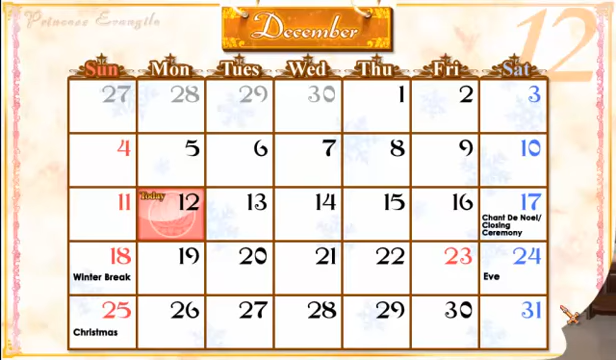 Princess Evangile
December
12
Sun Mon Tues Wed Thu Fri Sat
27 28 29 30 1 2 3
4 5 6 7 8 9 10
11 Today 12 13 14 15 16 17
Chant De Noel/
Closing
Ceremony
18 19 20 21 22 23 24
Winter Break Eve
25 26 27 28 29 30 31
Christmas